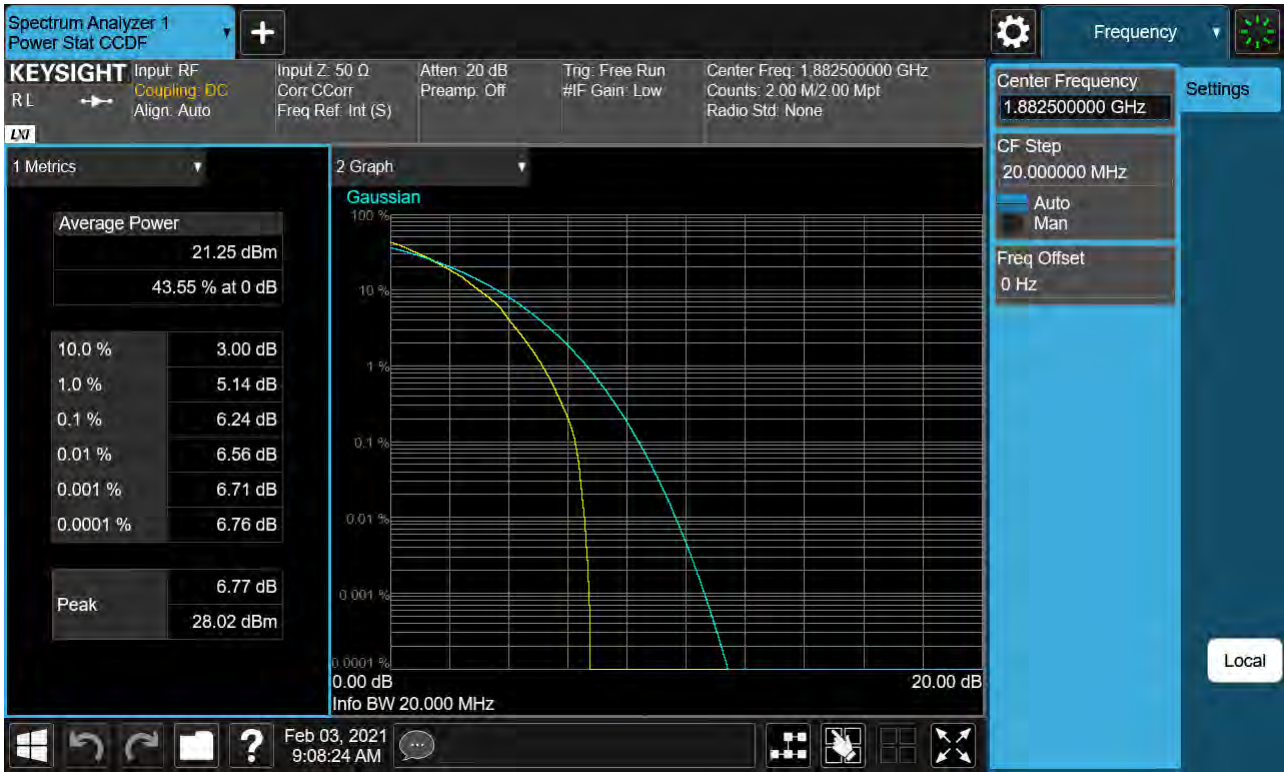 Spectrum Analyzer 1
Power Stat CCDF
+
Frequency
KEYSIGHT
RL
LXI
Input: RF
Coupling: DC
Align: Auto
Input Z: 50 Ω
Corr CCorr
Freq Ref: Int (S)
Atten: 20 dB
Preamp: Off
Trig: Free Run
#IF Gain: Low
Center Freq: 1.882500000 GHz
Counts: 2.00 M/2.00 Mpt
Radio Std: None
Center Frequency
1.882500000 GHz
Settings
CF Step
20.000000 MHz
Auto
Man
Freq Offset
0 Hz
1 Metrics
Average Power
21.25 dBm
43.55 % at 0 dB
10.0 % 3.00 dB
1.0 % 5.14 dB
0.1 % 6.24 dB
0.01 % 6.56 dB
0.001 % 6.71 dB
0.0001 % 6.76 dB
Peak
6.77 dB
28.02 dBm
2 Graph
Gaussian
100 %
10 %
1 %
0.1 %
0.01 %
0.001 %
0.0001 %
0.00 dB 20.00 dB
Info BW 20.000 MHz
Local
?
Feb 03, 2021
9:08:24 AM